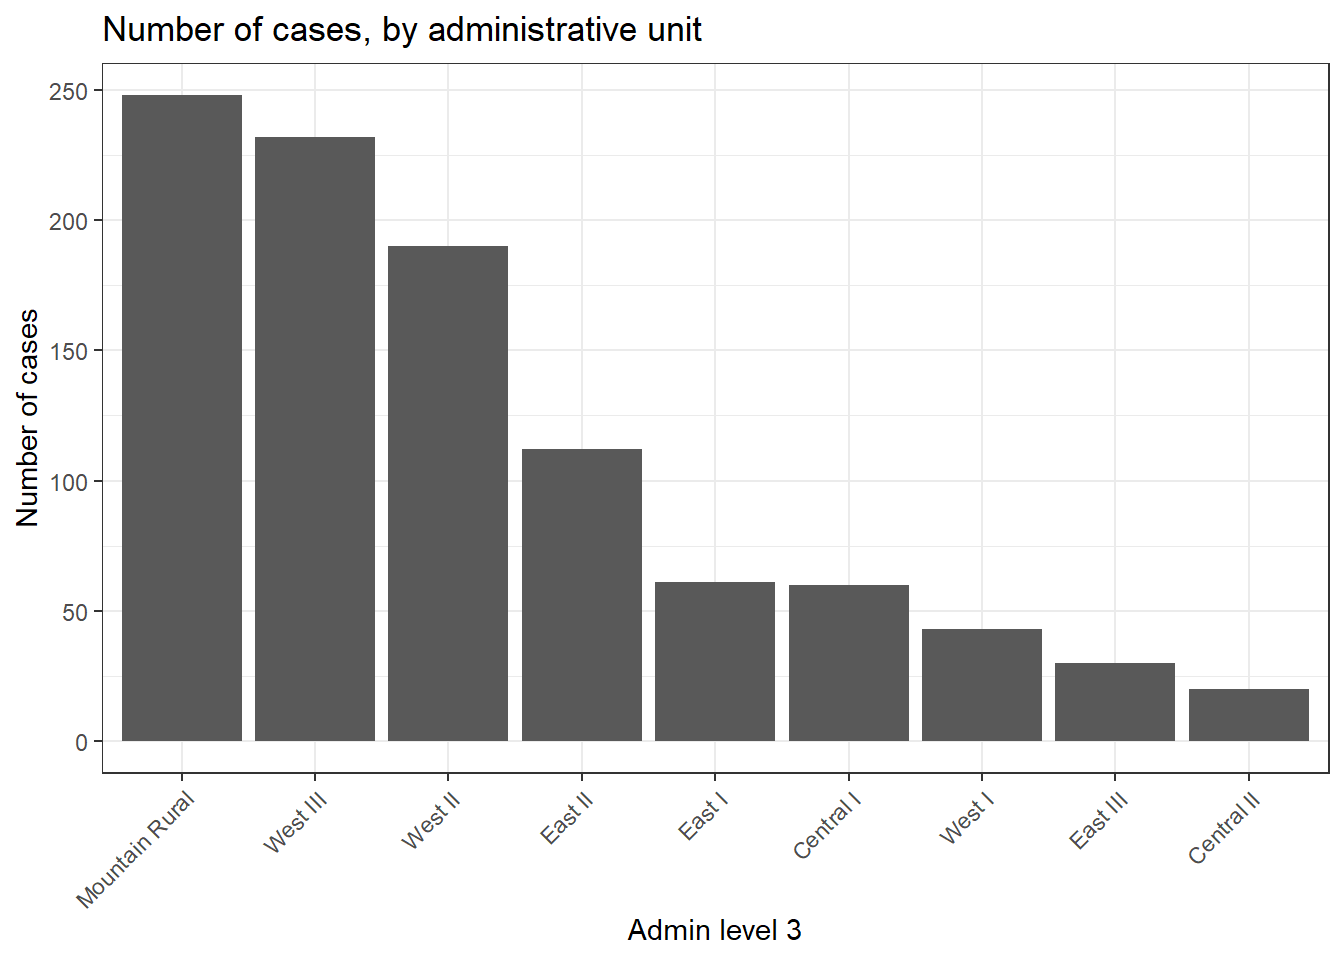 Number of cases, by administrative unit
Number of cases
250
200
150
100
50
0
Mountain Rural
West III
West II
East II
East I
Central I
West I
East III
Central II
Admin level 3